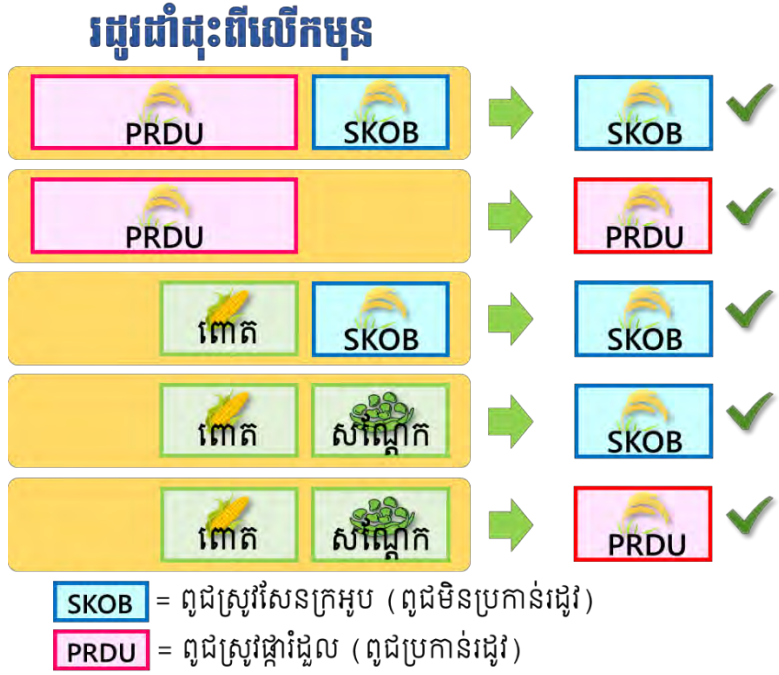 រដូវដាំដុះពីលើកមុន
PRDU SKOB SKOB
PRDU PRDU
ពោត SKOB SKOB
ពោត សណ្ដែក SKOB
ពោត សណ្ដែក PRDU
SKOB = ពូជស្រូវសែនក្រអូប (ពូជមិនប្រកាន់រដូវ)
PRDU = ពូជស្រូវផ្ការំដួល (ពូជប្រកាន់រដូវ)